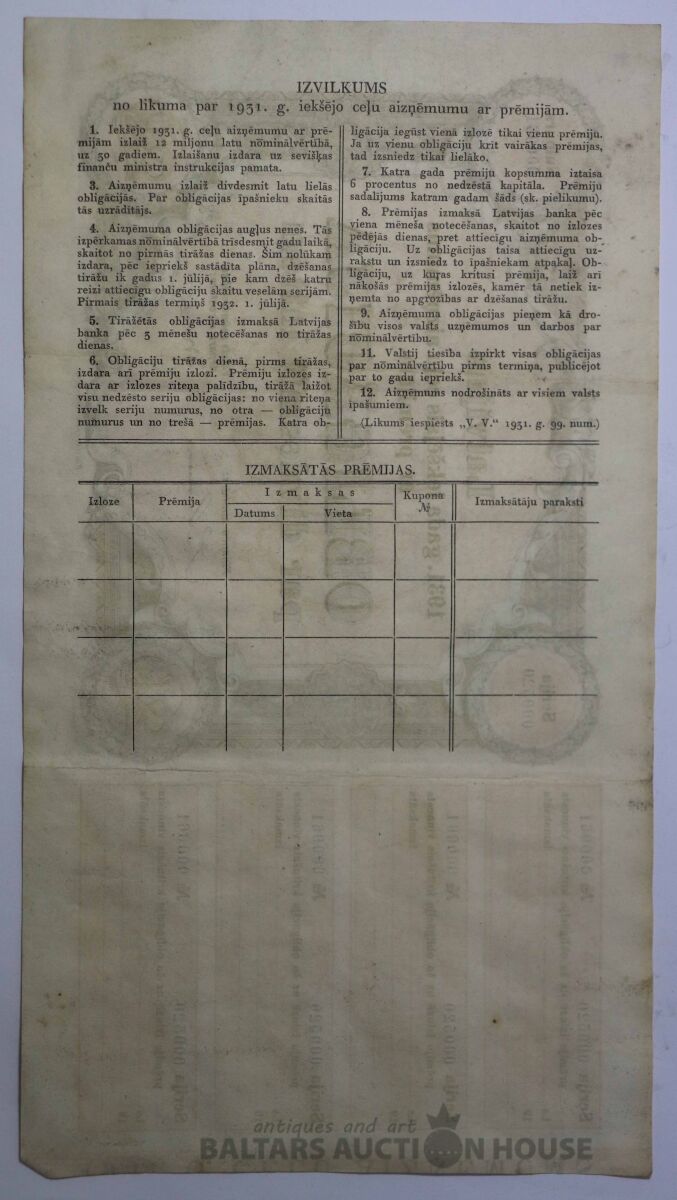 IZVILKUMS
no likuma par 1931. g. iekšējo ceļu aizņēmumu ar prēmijām.
1. Iekšējo 1931. g. ceļu aizņēmumu ar prē-
mijām izlaiž 12 miljonu latu nōminālvērtībā,
uz 30 gadiem. Izlaišanu izdara uz sevišķas
finanču ministra instrukcijas pamata.
3. Aizņēmumu izlaiž divdesmit latu lielās
obligācijās. Par obligācijas īpašnieku skaitās
tās uzrādītājs.
4. Aizņēmuma obligācijas augļus nenes. Tās
izpērkamas nōminālvērtībā trīsdesmit gadu laikā,
skaitot no pirmās tirāžas dienas. Šim nolūkam
izdara, pēc iepriekš sastādīta plāna, dzēšanas
tirāžu ik gadus 1. jūlijā, pie kam dzēš katru
reizi attiecīgu obligāciju skaitu veselām serijām.
Pirmais tirāžas termiņš 1932. 1. jūlijā.
5. Tirāžētās obligācijas izmaksā Latvijas
banka pēc 3 mēnešu notecēšanas no tirāžas
dienas.
6. Obligāciju tirāžas dienā, pirms tirāžas,
izdara arī prēmiju izlozi. Prēmiju izlozes iz-
dara ar izlozes riteņa palīdzību, tirāžā laižot
visu nedzēsto seriju obligācijas: no viena riteņa
izvelk seriju numurus, no otra — obligāciju
numurus un no trešā — prēmijas. Katra ob-
ligācija iegūst vienā izlozē tikai vienu prēmiju.
Ja uz vienu obligāciju krīt vairākas prēmijas,
tad izsniedz tikai lielāko.
7. Katra gada prēmiju kopsumma iztaisa
6 procentus no nedzēstā kapitāla. Prēmiju
sadalījums katram gadam šāds (sk. pielikumu).
8. Prēmijas izmaksā Latvijas banka pēc
viena mēneša notecēšanas, skaitot no izlozes
pēdējās dienas, pret attiecīgu aizņēmuma ob-
ligāciju. Uz obligācijas taisa attiecīgu uz-
rakstu un izsniedz to īpašniekam atpakaļ. Ob-
ligāciju, uz kuŗas kritusi prēmija, laiž arī
nākošās prēmijas izlozēs, kamēr tā netiek iz-
ņemta no apgrozības ar dzēšanas tirāžu.
9. Aizņēmuma obligācijas pieņem kā dro-
šību visos valsts uzņēmumos un darbos par
nōminālvērtību.
11. Valstij tiesība izpirkt visas obligācijas
par nōminālvērtību pirms termiņa, publicējot
par to gadu iepriekš.
12. Aizņēmums nodrošināts ar visiem valsts
īpašumiem.
(Likums iespiests „V. V.“ 1931. g. 99. num.)
IZMAKSĀTĀS PRĒMIJAS.
Izloze
Prēmija
Izmaksas
Datums
Vieta
Kupona
№
Izmaksātāju paraksti
antiques and art
BALTARS AUCTION HOUSE